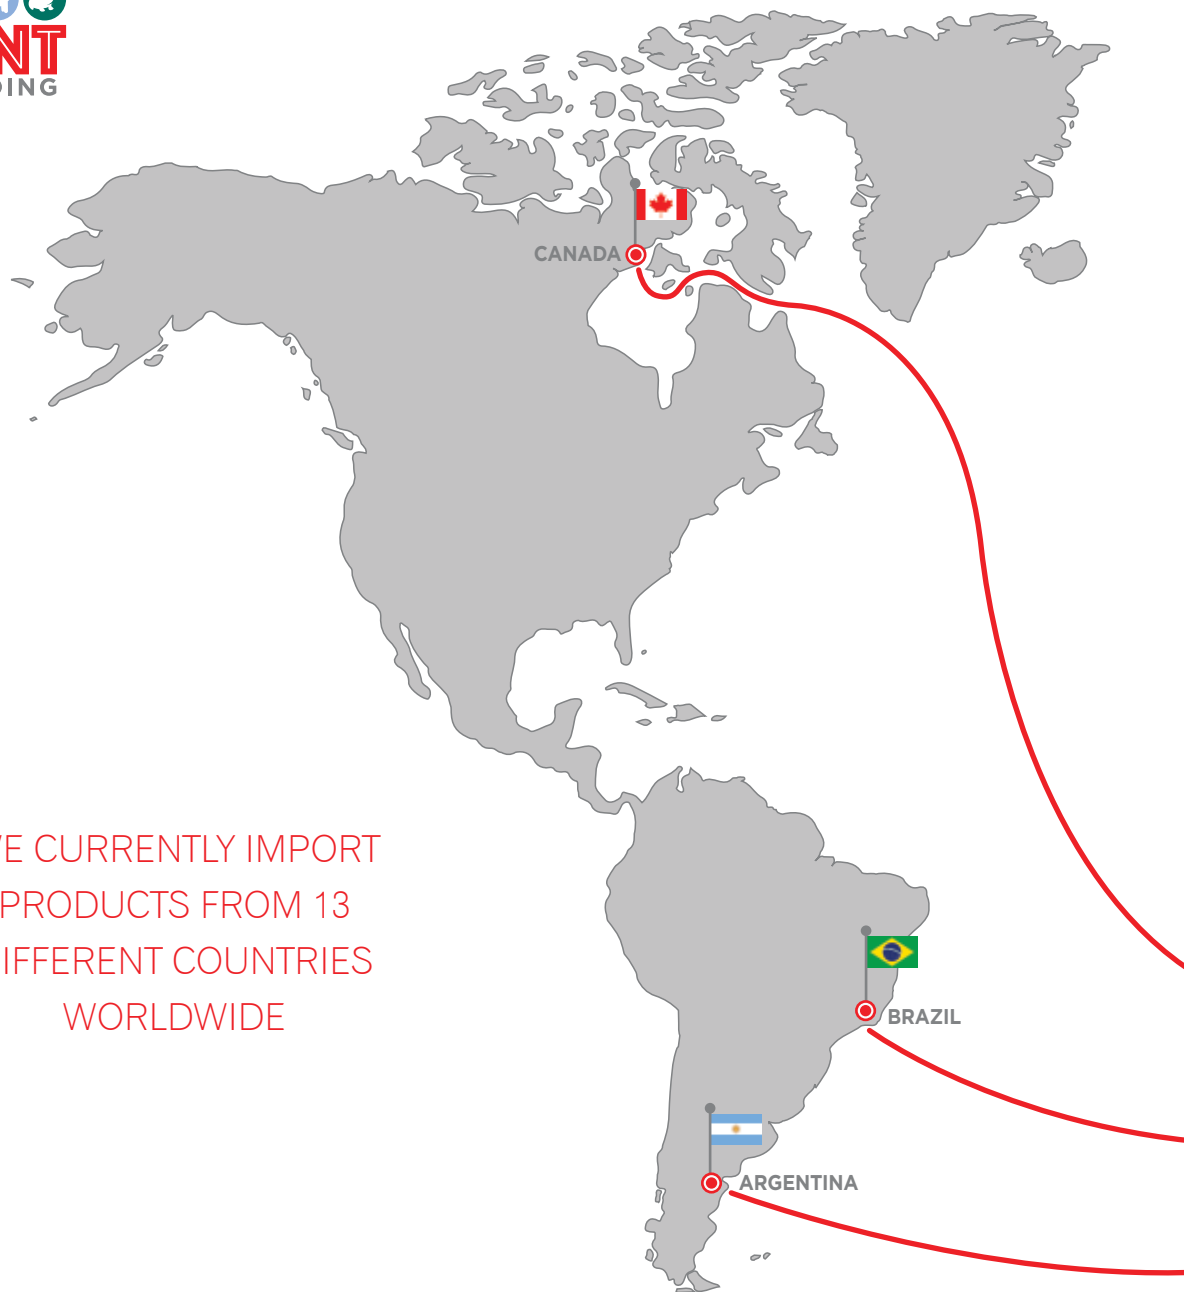 NT
DING
CANADA
E CURRENTLY IMPORT
PRODUCTS FROM 13
IFFERENT COUNTRIES
WORLDWIDE
BRAZIL
ARGENTINA